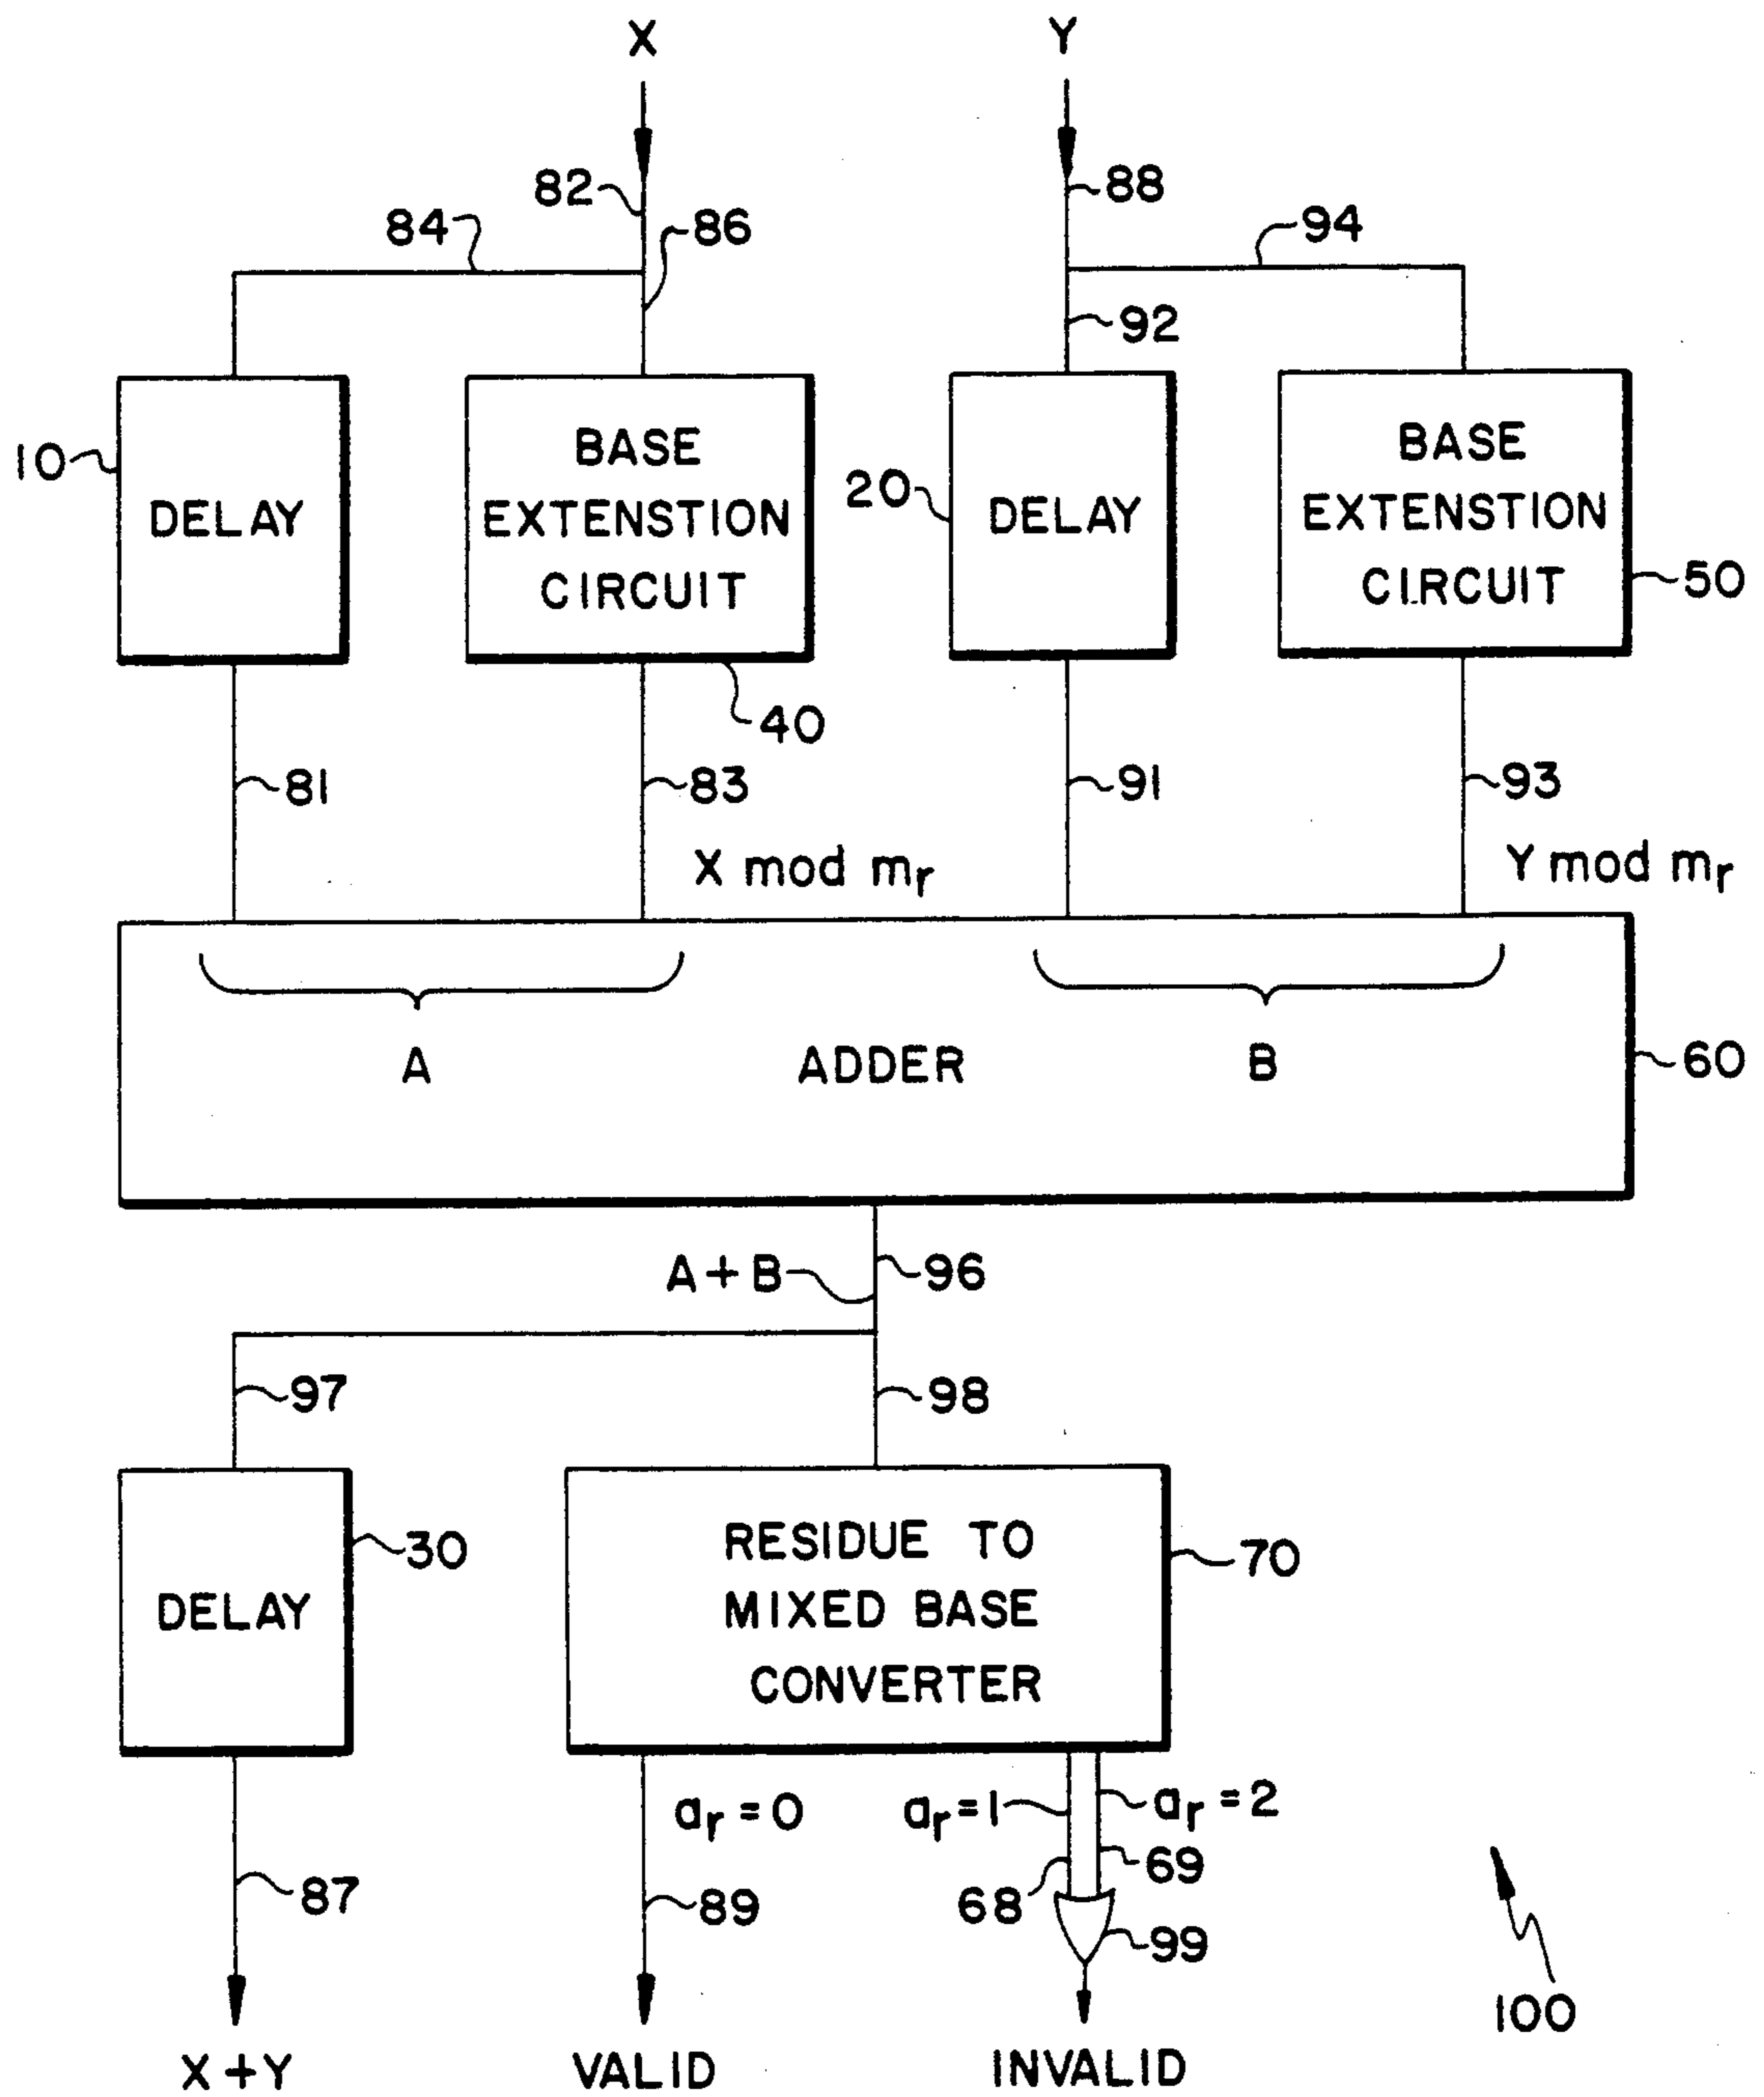 X
Y
82
88
84
86
94
92
10
DELAY
BASE
EXTENSTION
CIRCUIT
20
DELAY
BASE
EXTENSTION
CIRCUIT
50
40
81
83
91
93
X mod mr
Y mod mr
A
ADDER
B
60
A+B
96
97
98
30
DELAY
RESIDUE TO
MIXED BASE
CONVERTER
70
ar=0
ar=1
ar=2
87
89
68
69
99
100
X+Y
VALID
INVALID